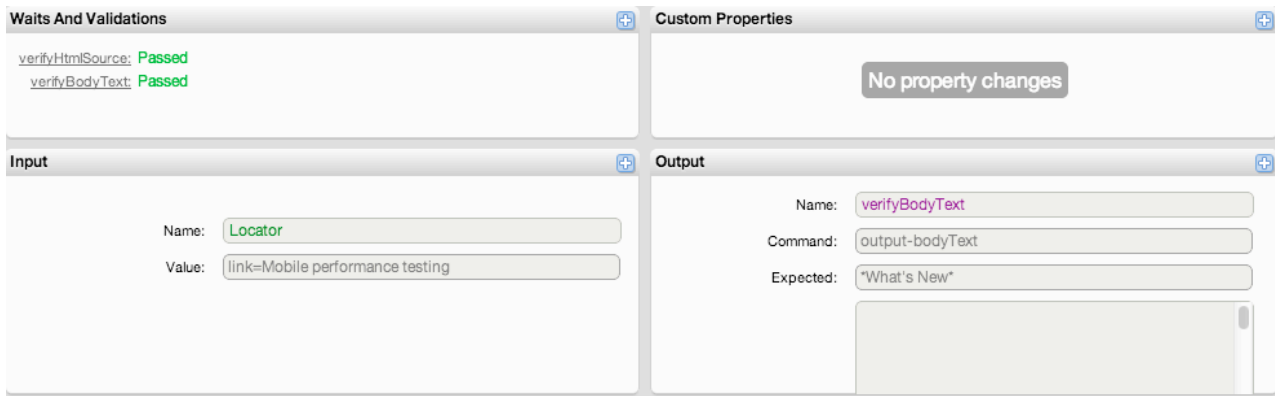 Waits And Validations
verifyHtmlSource: Passed
verifyBodyText: Passed
Custom Properties
No property changes
Input
Name: Locator
Value: link=Mobile performance testing
Output
Name: verifyBodyText
Command: output-bodyText
Expected: *What's New*